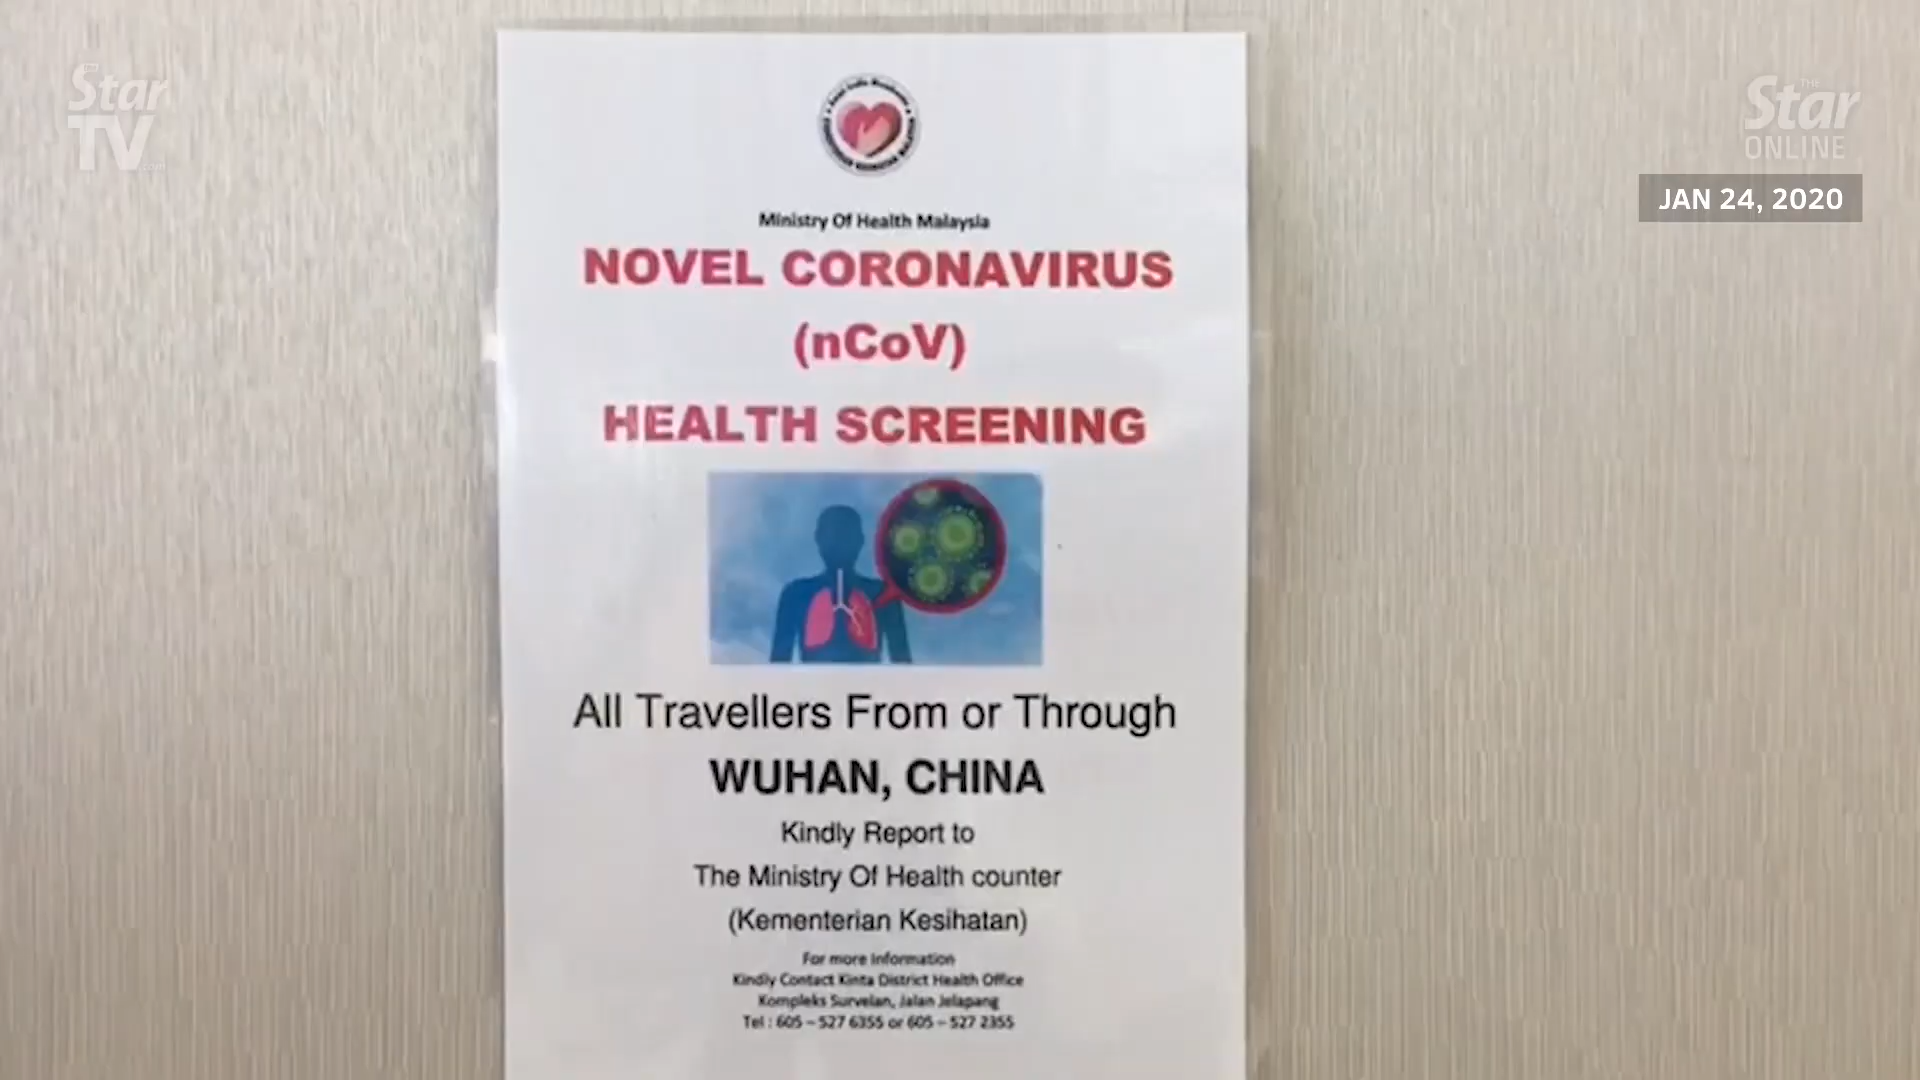 Star
TV
.com
THE
Star
ONLINE
JAN 24, 2020
Ministry Of Health Malaysia
NOVEL CORONAVIRUS
(nCoV)
HEALTH SCREENING
All Travellers From or Through
WUHAN, CHINA
Kindly Report to
The Ministry Of Health counter
(Kementerian Kesihatan)
For more Information
Kindly Contact Kinta District Health Office
Kompleks Survelan, Jalan Jelapang
Tel : 605 – 527 6355 or 605 – 527 2355